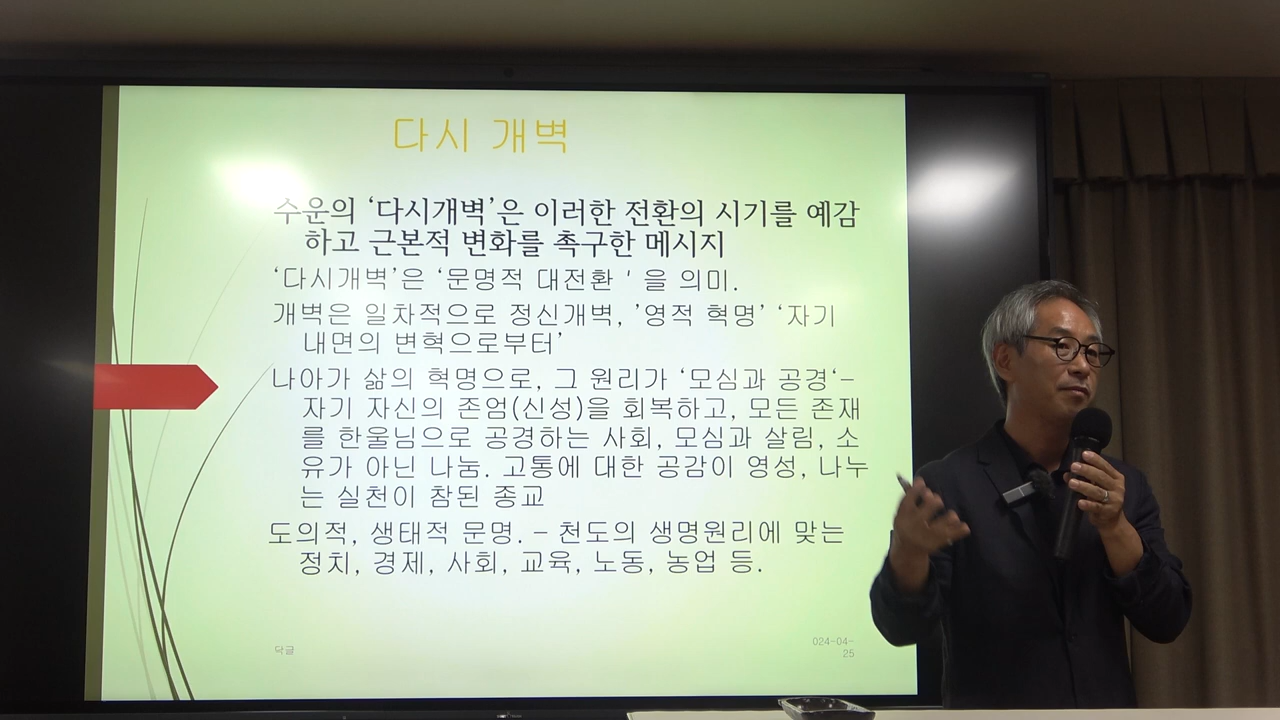 다시 개벽
수운의 ‘다시개벽’은 이러한 전환의 시기를 예감
하고 근본적 변화를 촉구한 메시지
‘다시개벽’은 ‘문명적 대전환 ' 을 의미.
개벽은 일차적으로 정신개벽, ’영적 혁명’ ‘자기
내면의 변혁으로부터’
나아가 삶의 혁명으로, 그 원리가 ‘모심과 공경‘–
자기 자신의 존엄(신성)을 회복하고, 모든 존재
를 한울님으로 공경하는 사회, 모심과 살림, 소
유가 아닌 나눔. 고통에 대한 공감이 영성, 나누
는 실천이 참된 종교
도의적, 생태적 문명. – 천도의 생명원리에 맞는
정치, 경제, 사회, 교육, 노동, 농업 등.
닥글
024-04-
25